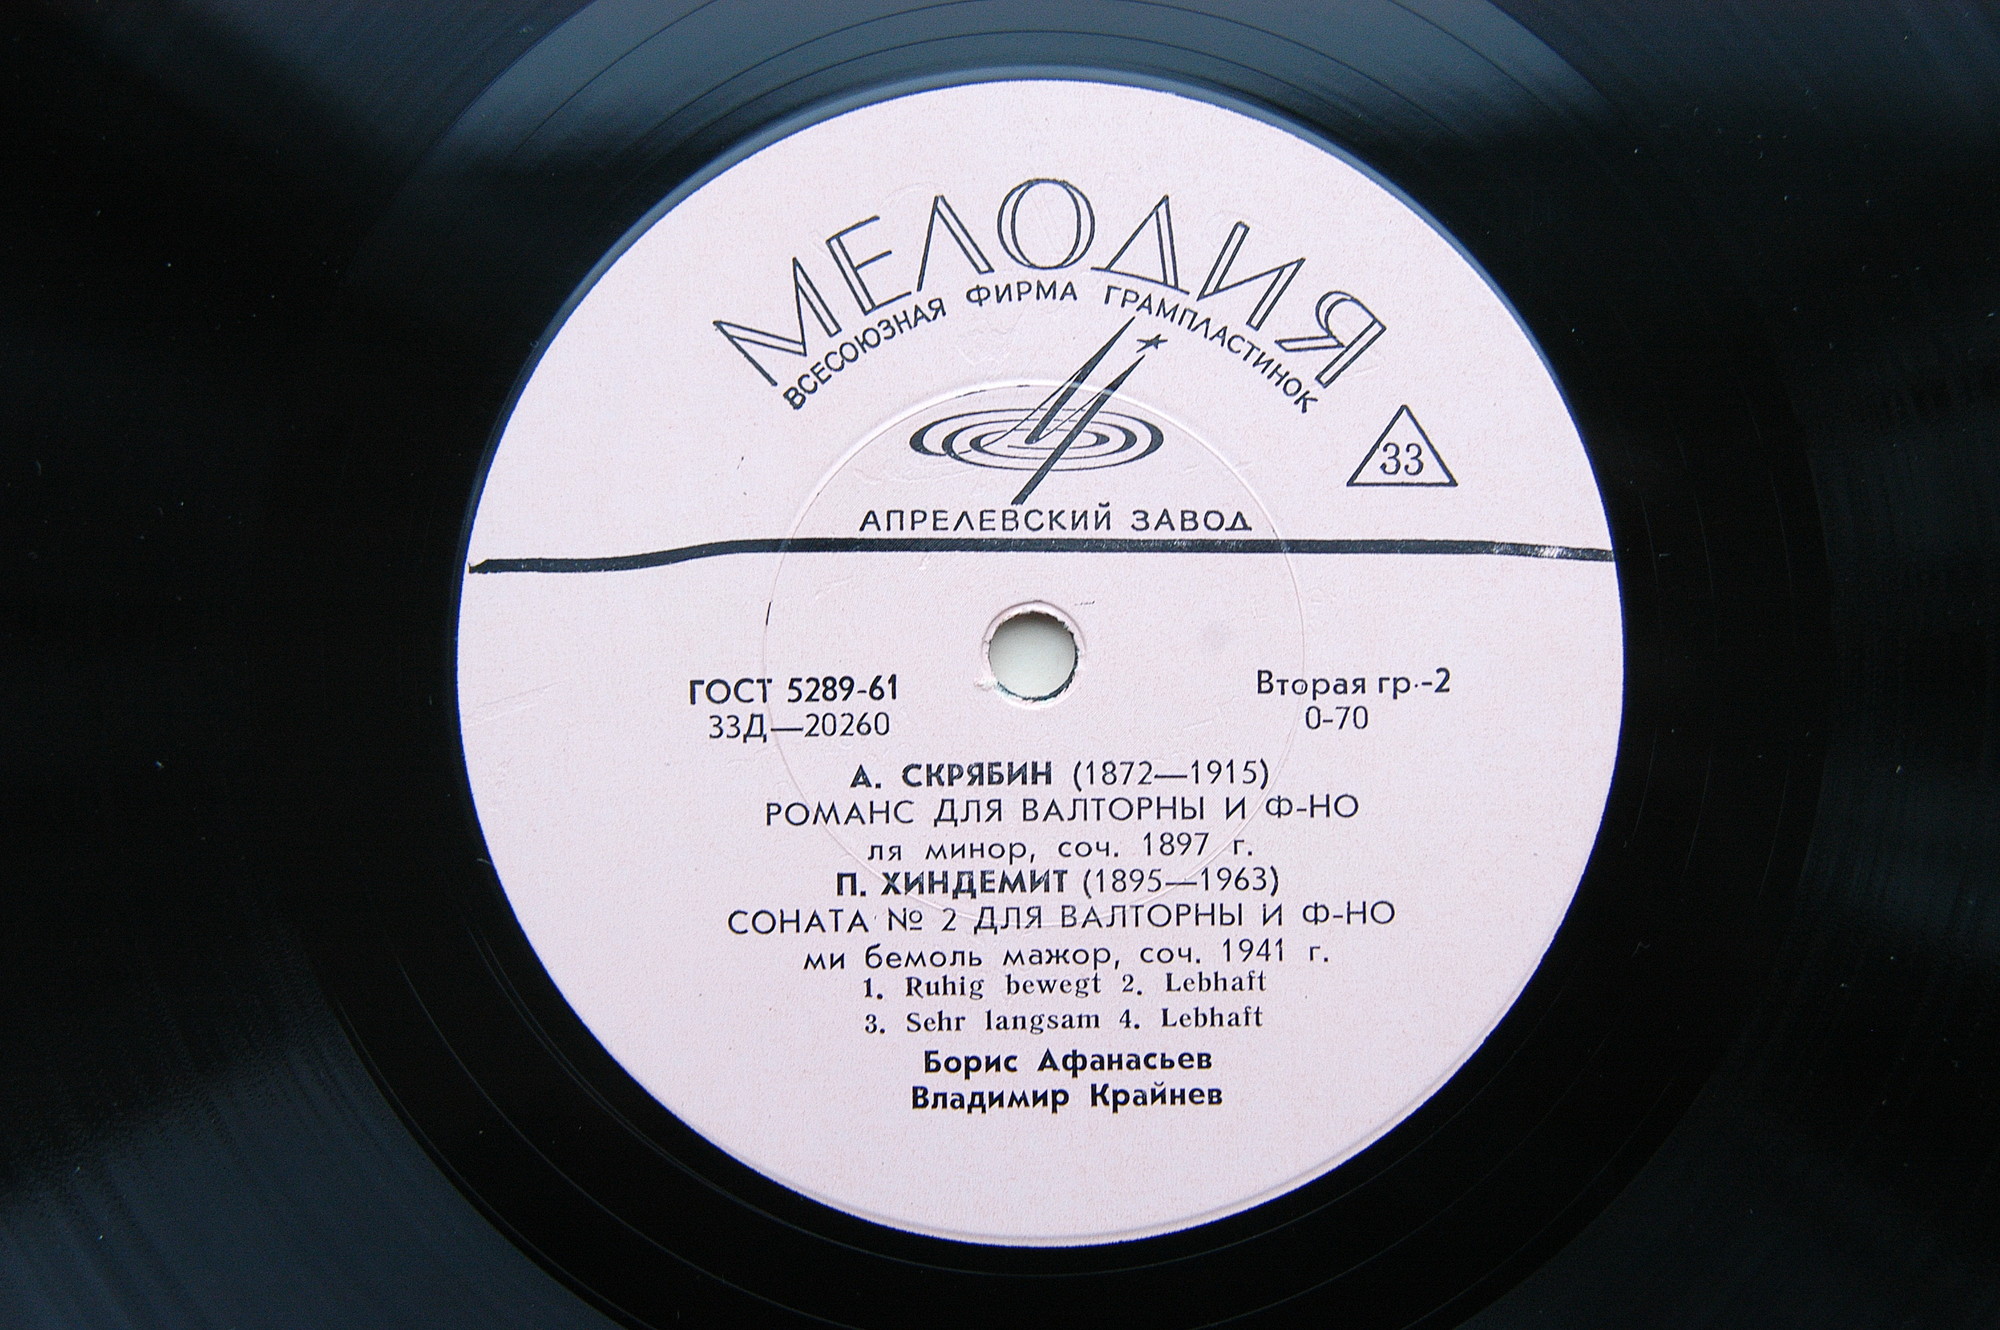 МЕЛОДИЯ
ВСЕСОЮЗНАЯ ФИРМА ГРАМПЛАСТИНОК
33
АПРЕЛЕВСКИЙ ЗАВОД
ГОСТ 5289-61
33Д—20260
Вторая гр.-2
0-70
А. СКРЯБИН (1872—1915)
РОМАНС ДЛЯ ВАЛТОРНЫ И Ф-НО
ля минор, соч. 1897 г.
П. ХИНДЕМИТ (1895—1963)
СОНАТА № 2 ДЛЯ ВАЛТОРНЫ И Ф-НО
ми бемоль мажор, соч. 1941 г.
1. Ruhig bewegt 2. Lebhaft
3. Sehr langsam 4. Lebhaft
Борис Афанасьев
Владимир Крайнев